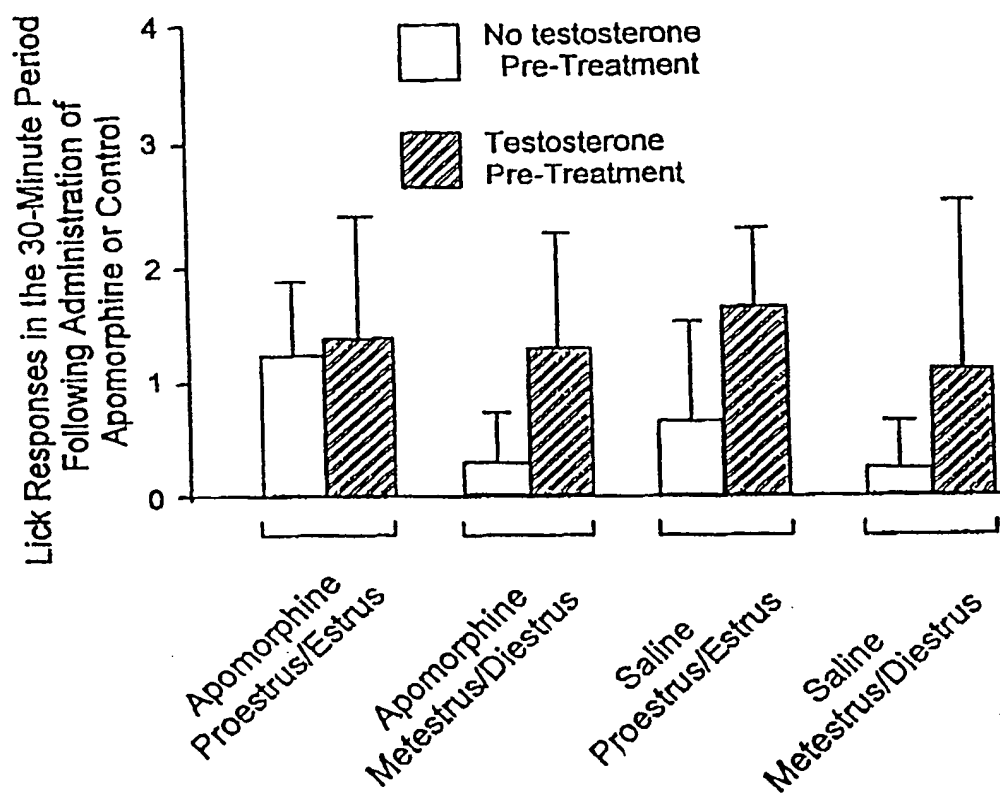 Lick Responses in the 30-Minute Period
Following Administration of
Apomorphine or Control
4
3
2
1
0
No testosterone
Pre-Treatment
Testosterone
Pre-Treatment
Apomorphine
Proestrus/Estrus
Apomorphine
Metestrus/Diestrus
Saline
Proestrus/Estrus
Saline
Metestrus/Diestrus